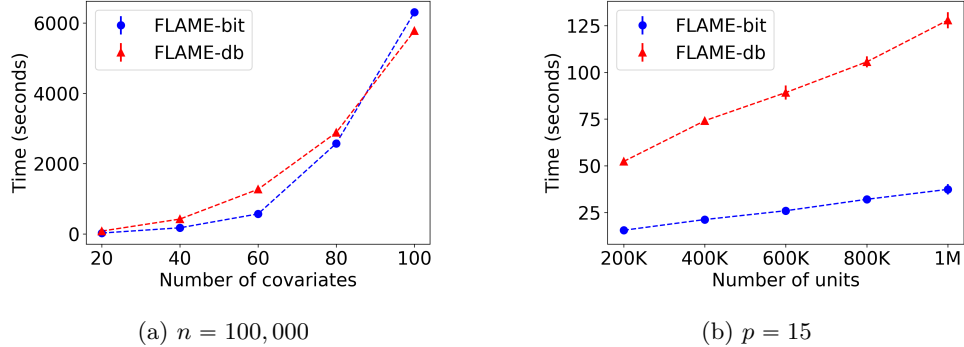 FLAME-bit
FLAME-db
Time (seconds)
6000
4000
2000
0
20 40 60 80 100
Number of covariates
(a) n = 100, 000
FLAME-bit
FLAME-db
Time (seconds)
125
100
75
50
25
200K 400K 600K 800K 1M
Number of units
(b) p = 15